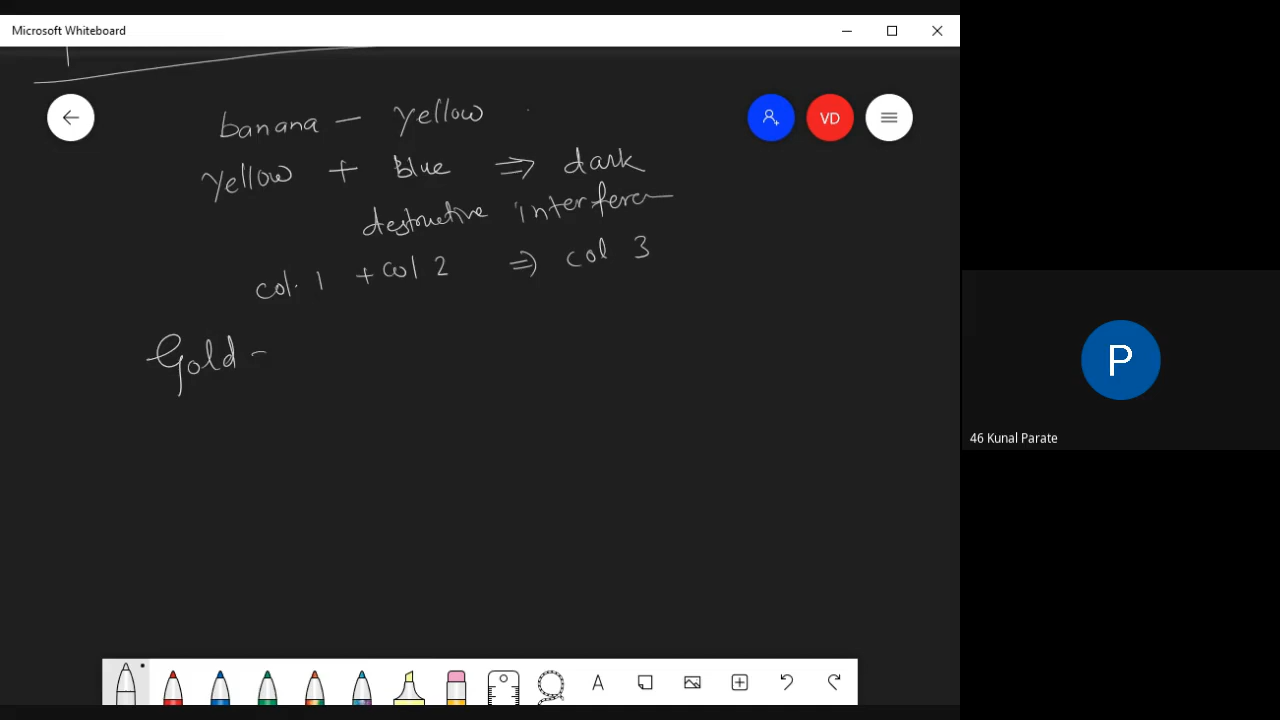 Microsoft Whiteboard
banana - yellow
VD
yellow + Blue ⇒ dark
destructive interferen
col. 1 + col 2 ⇒ col 3
Gold -
P
46 Kunal Parate
A